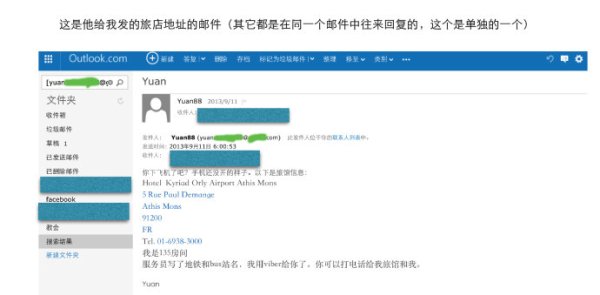 这是他给我发的旅店地址的邮件（其它都是在同一个邮件中往来回复的，这个是单独的一个）
Outlook.com
新建 答复 删除 存档 标记为垃圾邮件 整理 移至 类别 •••
[yuan @g
Yuan
文件夹
收件箱
垃圾邮件
草稿 1
已发送邮件
已删除邮件
facebook
教会
搜索结果
新建文件夹
Yuan88 2013/9/11
收件人:
发件人: Yuan88 (yuan .com) 此发件人位于你的联系人列表中。
发送时间: 2013年9月11日 6:00:53
收件人:
你下飞机了吧？手机还没开的样子。以下是旅馆信息:
Hotel Kyriad Orly Airport Athis Mons
5 Rue Paul Demange
Athis Mons
91200
FR
Tel. 01-6938-3000
我是135房间
服务员写了地铁和bus站名。我用viber给你了。你可以打电话给我旅馆和我。
Yuan